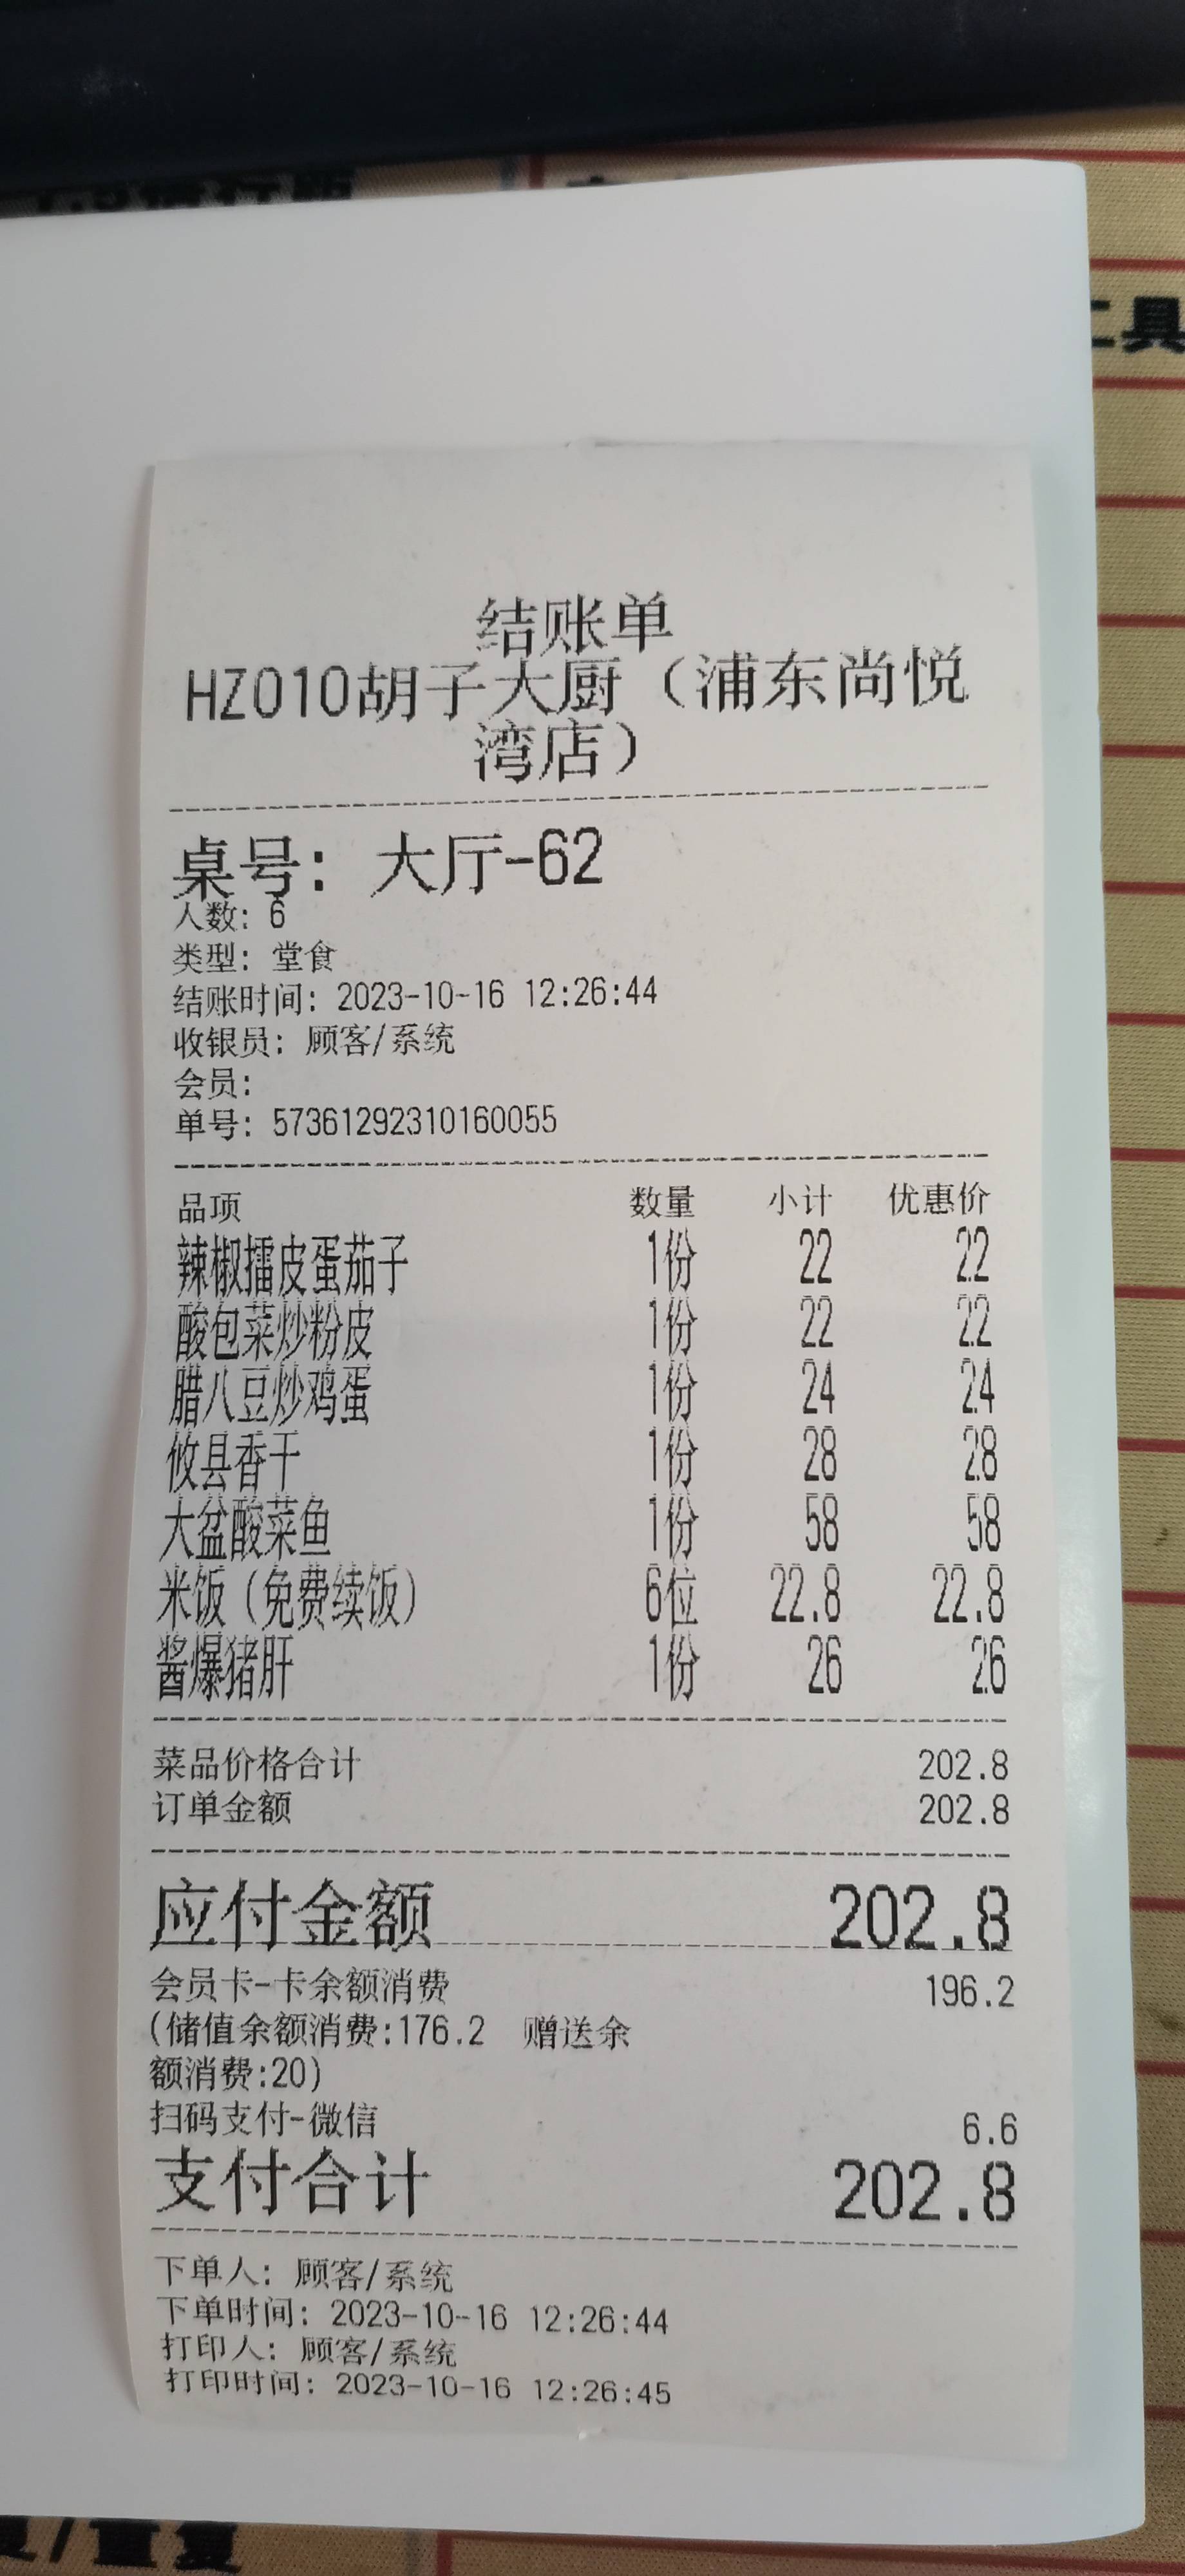 结账单
HZ010胡子大厨（浦东尚悦
湾店）
桌号： 大厅-62
人数：6
类型：堂食
结账时间：2023-10-16 12:26:44
收银员：顾客/系统
会员：
单号：57361292310160055
品项 数量 小计 优惠价
辣椒擂皮蛋茄子 1份 22 22
酸包菜炒粉皮 1份 22 22
腊八豆炒鸡蛋 1份 24 24
攸县香干 1份 28 28
大盆酸菜鱼 1份 58 58
米饭（免费续饭） 6位 22.8 22.8
酱爆猪肝 1份 26 26
菜品价格合计 202.8
订单金额 202.8
应付金额 202.8
会员卡-卡余额消费 196.2
(储值余额消费:176.2 赠送余
额消费:20)
扫码支付-微信 6.6
支付合计 202.8
下单人：顾客/系统
下单时间：2023-10-16 12:26:44
打印人：顾客/系统
打印时间：2023-10-16 12:26:45